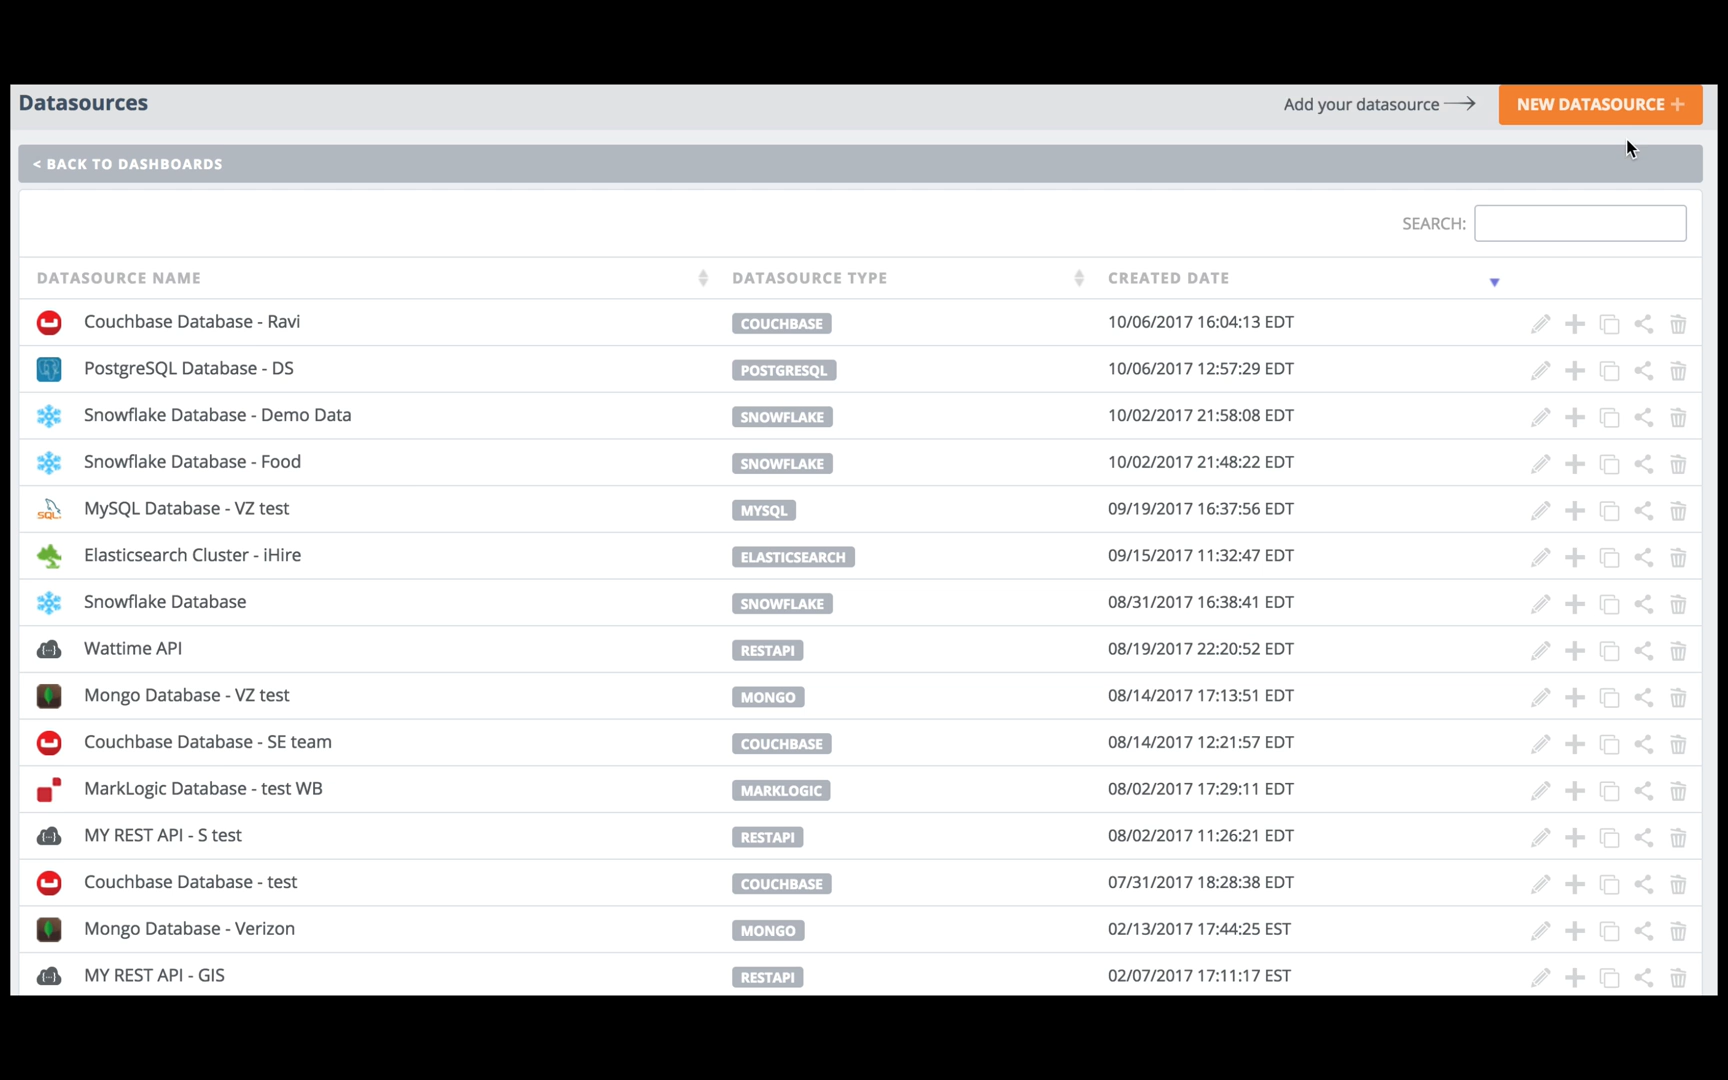 Datasources
Add your datasource
NEW DATASOURCE +
< BACK TO DASHBOARDS
SEARCH:
DATASOURCE NAME DATASOURCE TYPE CREATED DATE
Couchbase Database - Ravi COUCHBASE 10/06/2017 16:04:13 EDT
PostgreSQL Database - DS POSTGRESQL 10/06/2017 12:57:29 EDT
Snowflake Database - Demo Data SNOWFLAKE 10/02/2017 21:58:08 EDT
Snowflake Database - Food SNOWFLAKE 10/02/2017 21:48:22 EDT
SQL MySQL Database - VZ test MYSQL 09/19/2017 16:37:56 EDT
Elasticsearch Cluster - iHire ELASTICSEARCH 09/15/2017 11:32:47 EDT
Snowflake Database SNOWFLAKE 08/31/2017 16:38:41 EDT
Wattime API RESTAPI 08/19/2017 22:20:52 EDT
Mongo Database - VZ test MONGO 08/14/2017 17:13:51 EDT
Couchbase Database - SE team COUCHBASE 08/14/2017 12:21:57 EDT
MarkLogic Database - test WB MARKLOGIC 08/02/2017 17:29:11 EDT
MY REST API - S test RESTAPI 08/02/2017 11:26:21 EDT
Couchbase Database - test COUCHBASE 07/31/2017 18:28:38 EDT
Mongo Database - Verizon MONGO 02/13/2017 17:44:25 EST
MY REST API - GIS RESTAPI 02/07/2017 17:11:17 EST